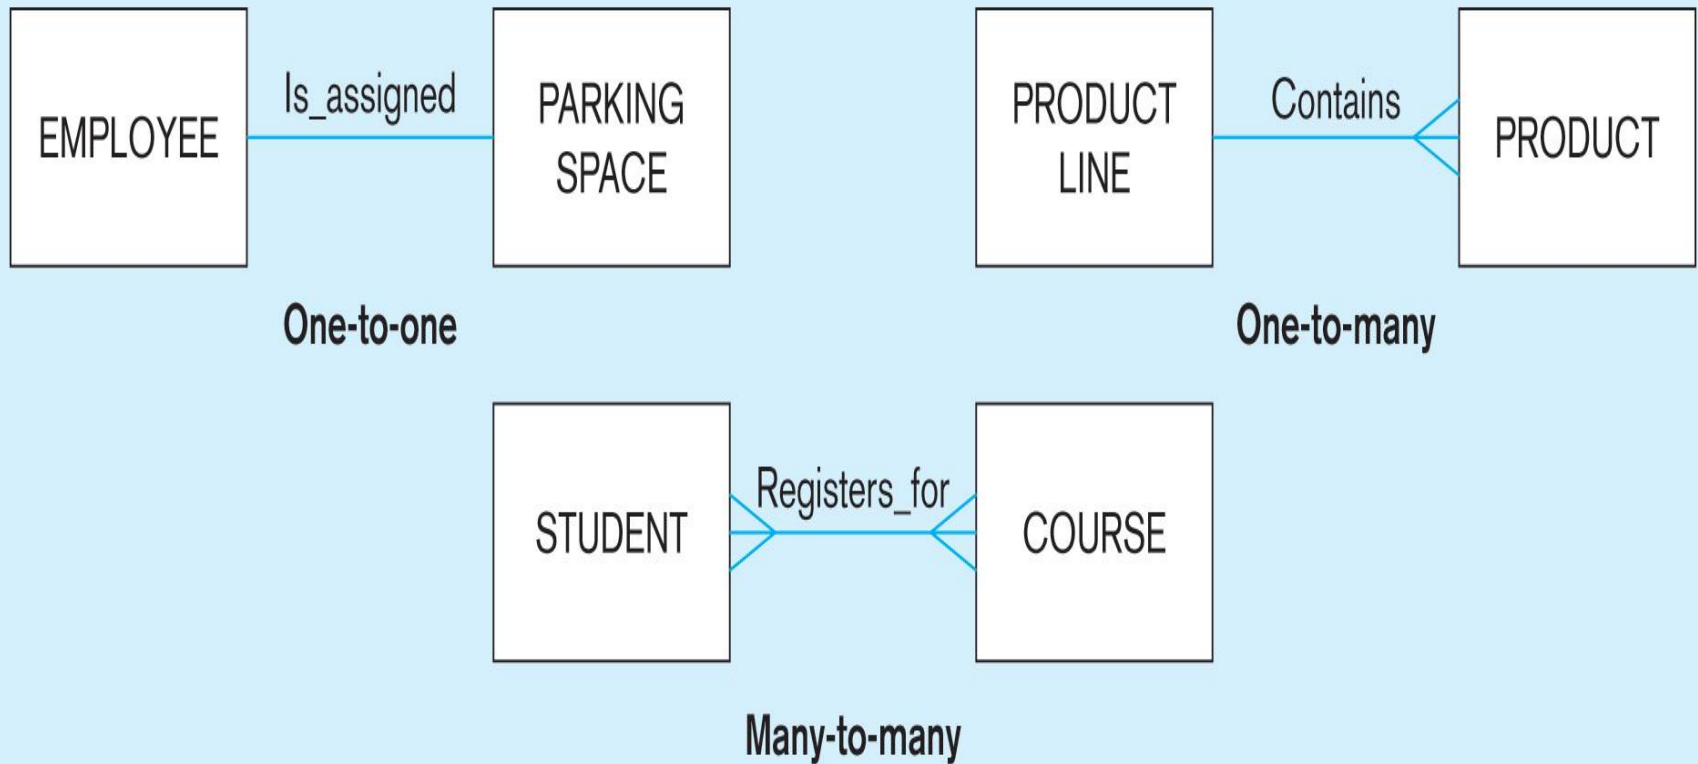 EMPLOYEE
Is_assigned
PARKING
SPACE
One-to-one
PRODUCT
LINE
Contains
PRODUCT
One-to-many
STUDENT
Registers_for
COURSE
Many-to-many